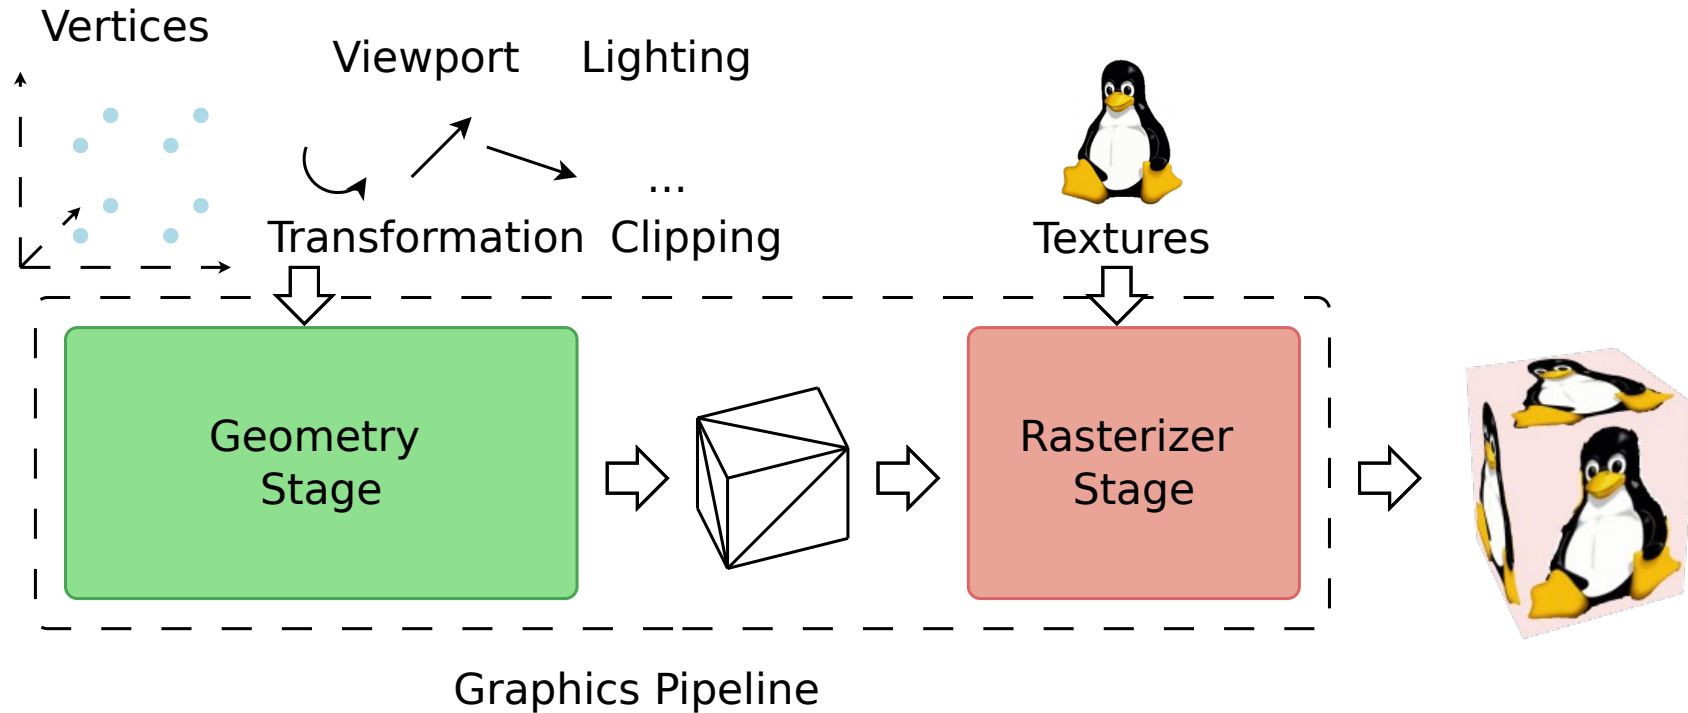 Vertices
Viewport
Lighting
...
Transformation
Clipping
Textures
Geometry
Stage
Rasterizer
Stage
Graphics Pipeline